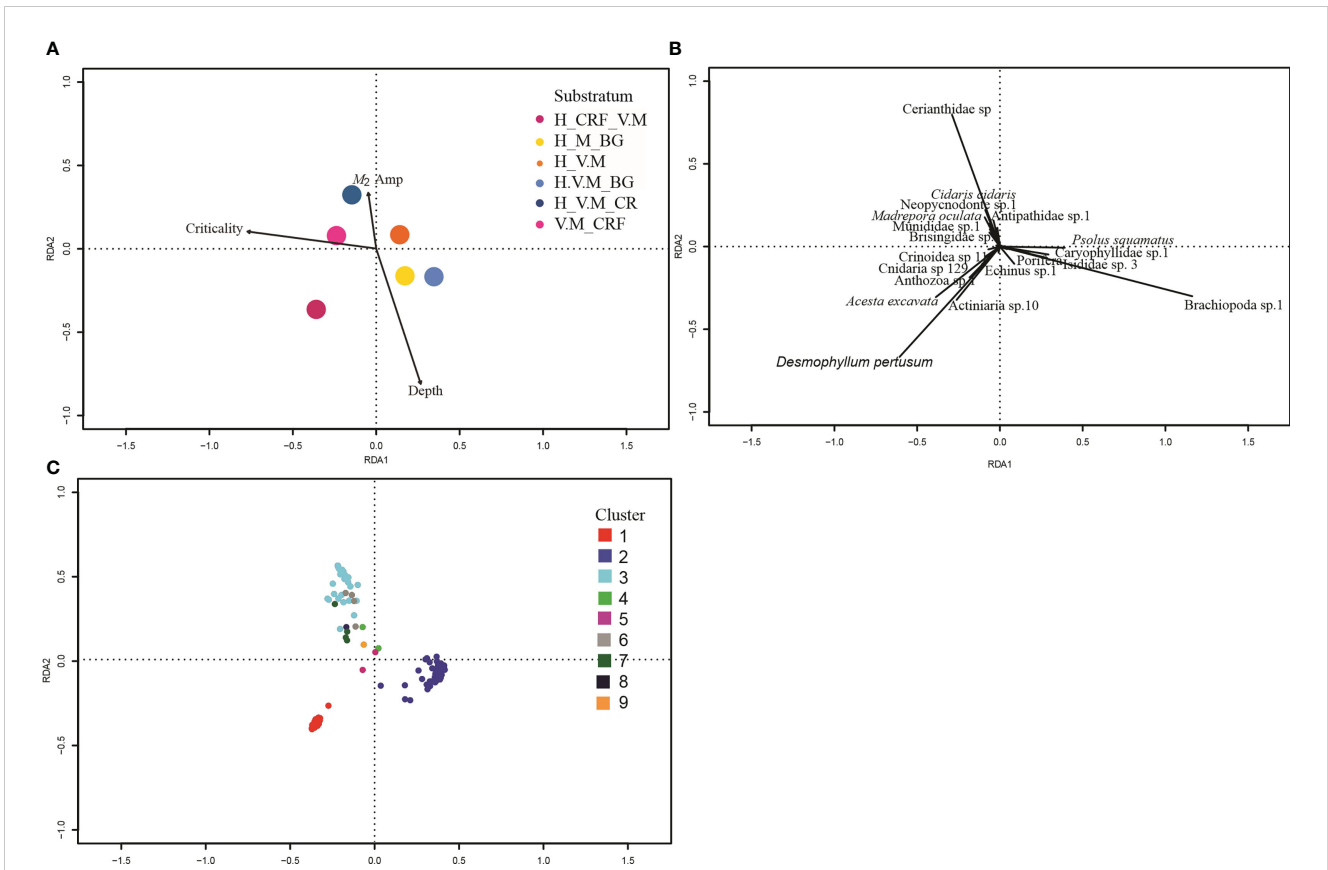 A
1.0
0.5
0.0
−0.5
−1.0
RDA2
−1.5
−1.0
−0.5
0.0
0.5
1.0
1.5
RDA1
Substratum
H_CRF_V.M
H_M_BG
H_V.M
H.V.M_BG
H_V.M_CR
V.M_CRF
M2 Amp
Criticality
Depth
B
1.0
0.5
0.0
−0.5
−1.0
RDA2
−1.5
−1.0
−0.5
0.0
0.5
1.0
1.5
RDA1
Cerianthidae sp
Cidaris cidaris
Neopycnodonte sp.1
Madrepora oculata
Antipathidae sp.1
Munididae sp.1
Brisingidae sp.
Psolus squamatus
Caryophyllidae sp.1
Crinoidea sp 11
Porifera
Isididae sp. 3
Cnidaria sp 129
Echinus sp.1
Anthozoa sp.1
Acesta excavata
Actiniaria sp.10
Brachiopoda sp.1
Desmophyllum pertusum
C
1.0
0.5
0.0
−0.5
−1.0
RDA2
−1.5
−1.0
−0.5
0.0
0.5
1.0
1.5
RDA1
Cluster
1
2
3
4
5
6
7
8
9